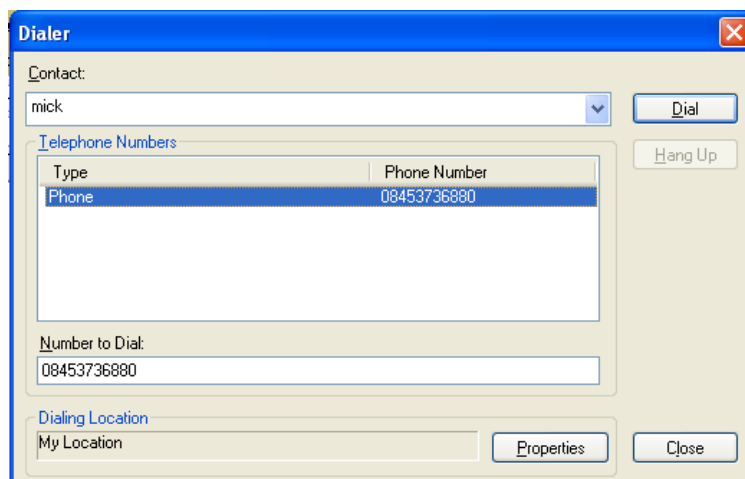 Dialer
Contact:
mick
Dial
Telephone Numbers
Hang Up
Type Phone Number
Phone 08453736880
Number to Dial:
08453736880
Dialing Location
My Location
Properties
Close